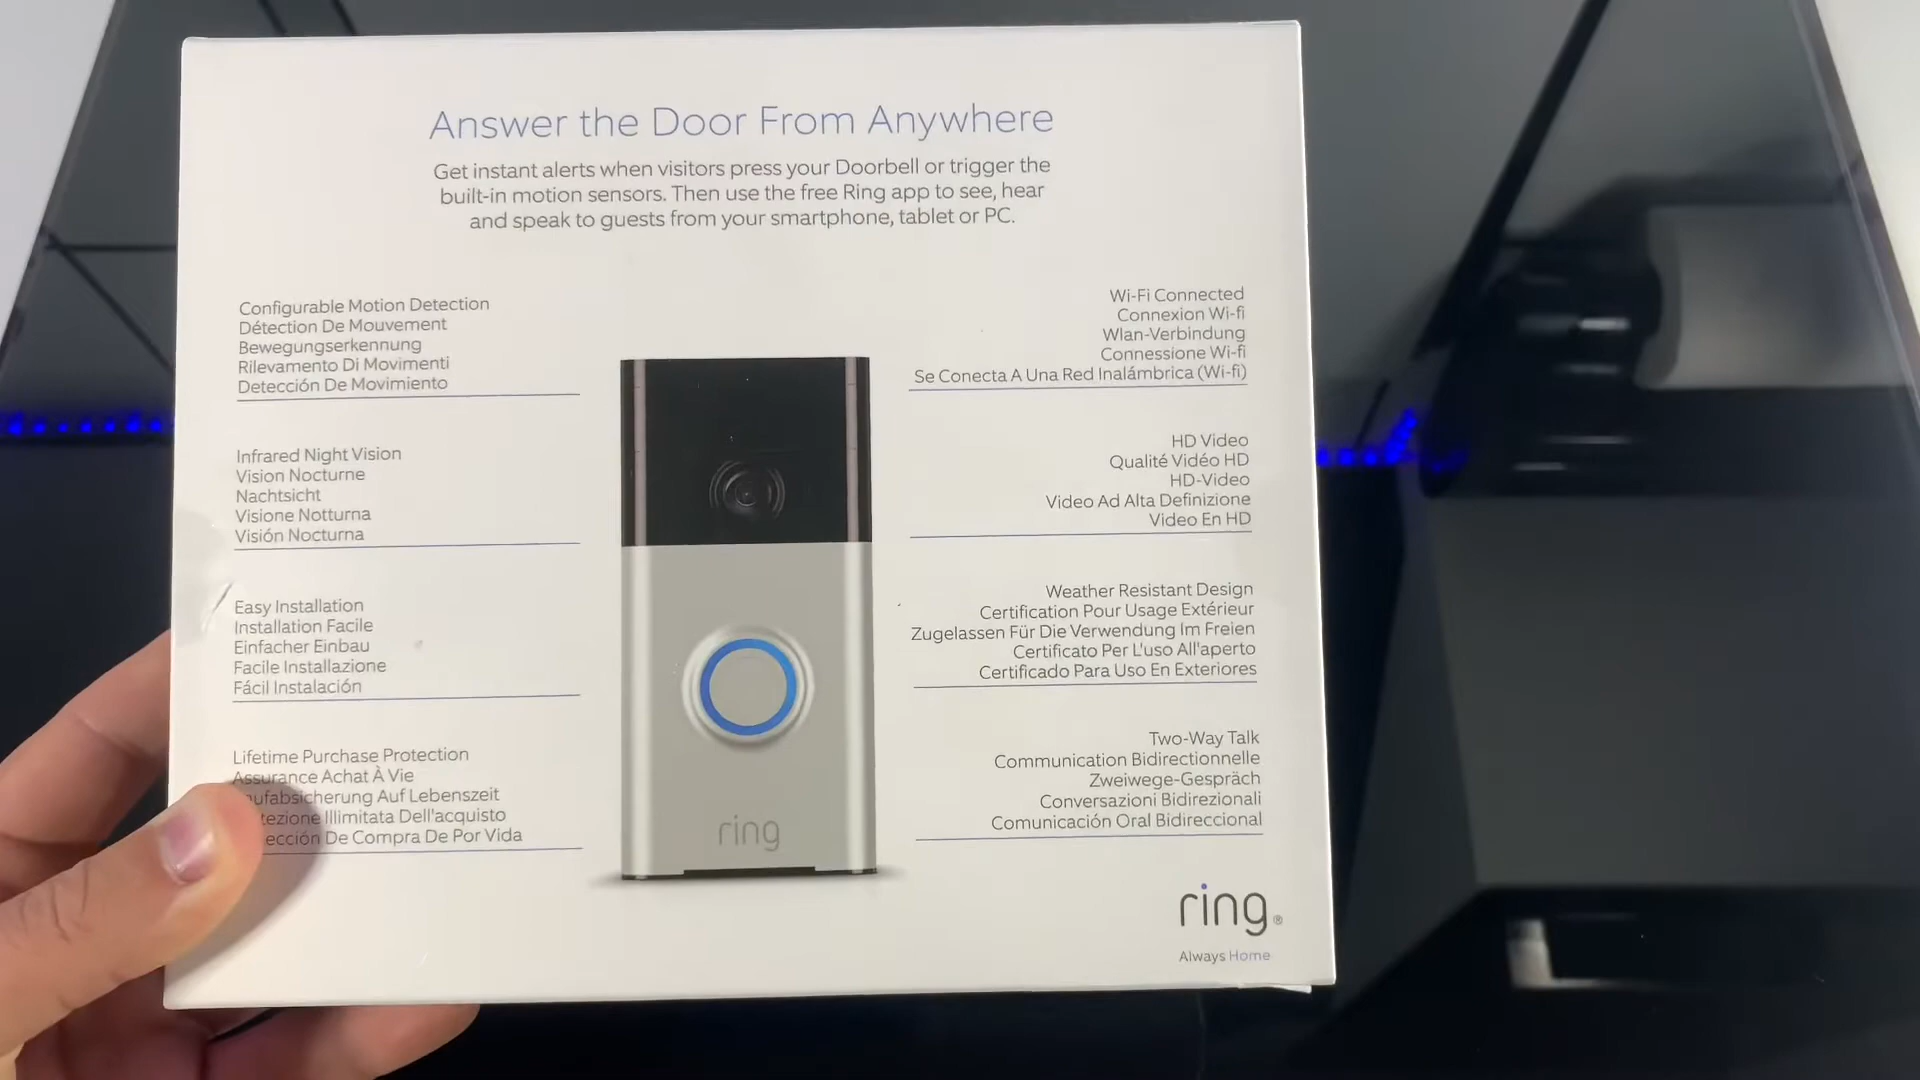 Answer the Door From Anywhere
Get instant alerts when visitors press your Doorbell or trigger the
built-in motion sensors. Then use the free Ring app to see, hear
and speak to guests from your smartphone, tablet or PC.
Configurable Motion Detection
Détection De Mouvement
Bewegungserkennung
Rilevamento Di Movimenti
Detección De Movimiento
Infrared Night Vision
Vision Nocturne
Nachtsicht
Visione Notturna
Visión Nocturna
Easy Installation
Installation Facile
Einfacher Einbau
Facile Installazione
Fácil Instalación
Lifetime Purchase Protection
Assurance Achat À Vie
Auf Lebenszeit
Illimitata Dell'acquisto
De Compra De Por Vida
ring
Wi-Fi Connected
Connexion Wi-fi
Wlan-Verbindung
Connessione Wi-fi
Se Conecta A Una Red Inalámbrica (Wi-fi)
HD Video
Qualité Vidéo HD
HD-Video
Video Ad Alta Definizione
Video En HD
Weather Resistant Design
Certification Pour Usage Extérieur
Zugelassen Für Die Verwendung Im Freien
Certificato Per L'uso All'aperto
Certificado Para Uso En Exteriores
Two-Way Talk
Communication Bidirectionnelle
Zweiwege-Gespräch
Conversazioni Bidirezionali
Comunicación Oral Bidireccional
ring®
Always Home